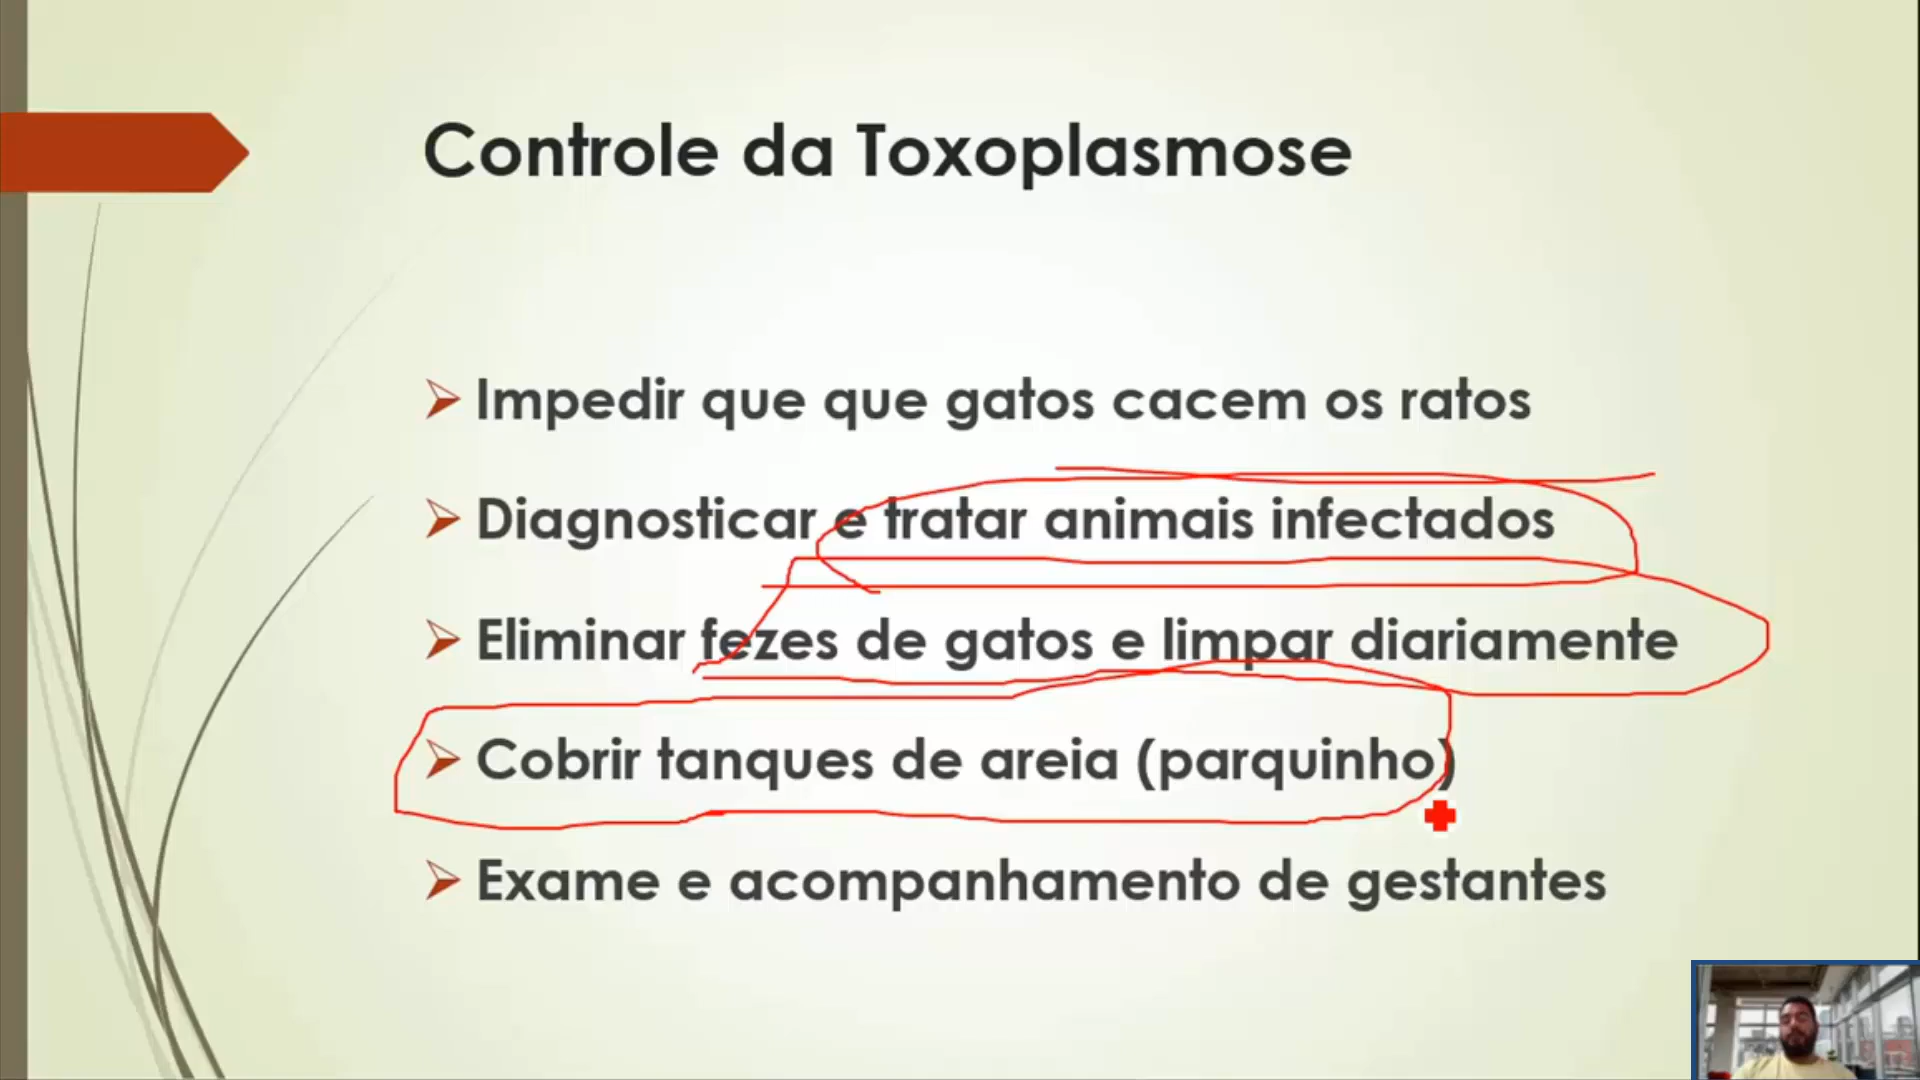 Controle da Toxoplasmose
Impedir que que gatos cacem os ratos
Diagnosticar e tratar animais infectados
Eliminar fezes de gatos e limpar diariamente
Cobrir tanques de areia (parquinho)
Exame e acompanhamento de gestantes